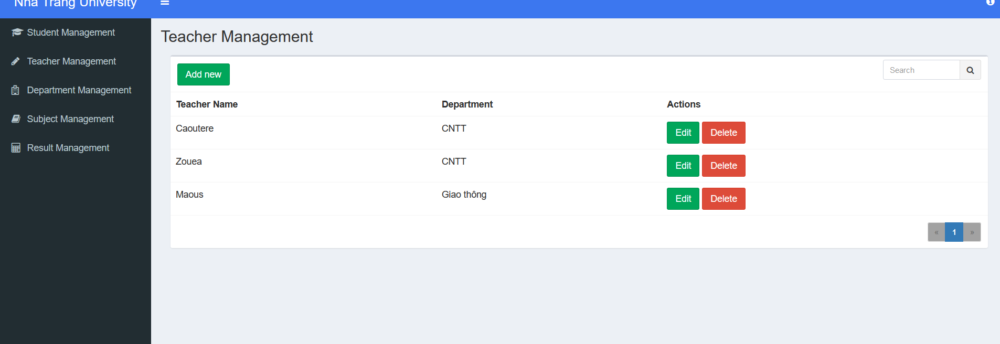 Nha Trang University
Student Management
Teacher Management
Department Management
Subject Management
Result Management
Teacher Management
Add new
Search
Teacher Name Department Actions
Caoutere CNTT Edit Delete
Zouea CNTT Edit Delete
Maous Giao thông Edit Delete
« 1 »